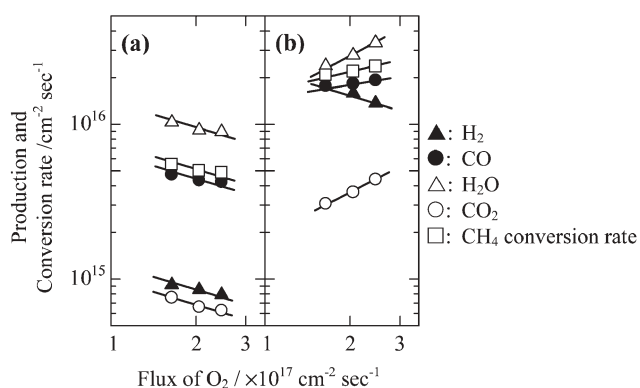 (a) (b)
Production and
Conversion rate /cm⁻² sec⁻¹
10¹⁶
10¹⁵
1 2 3 1 2 3
Flux of O₂ / ×10¹⁷ cm⁻² sec⁻¹
▲: H₂
●: CO
△: H₂O
○: CO₂
□: CH₄ conversion rate